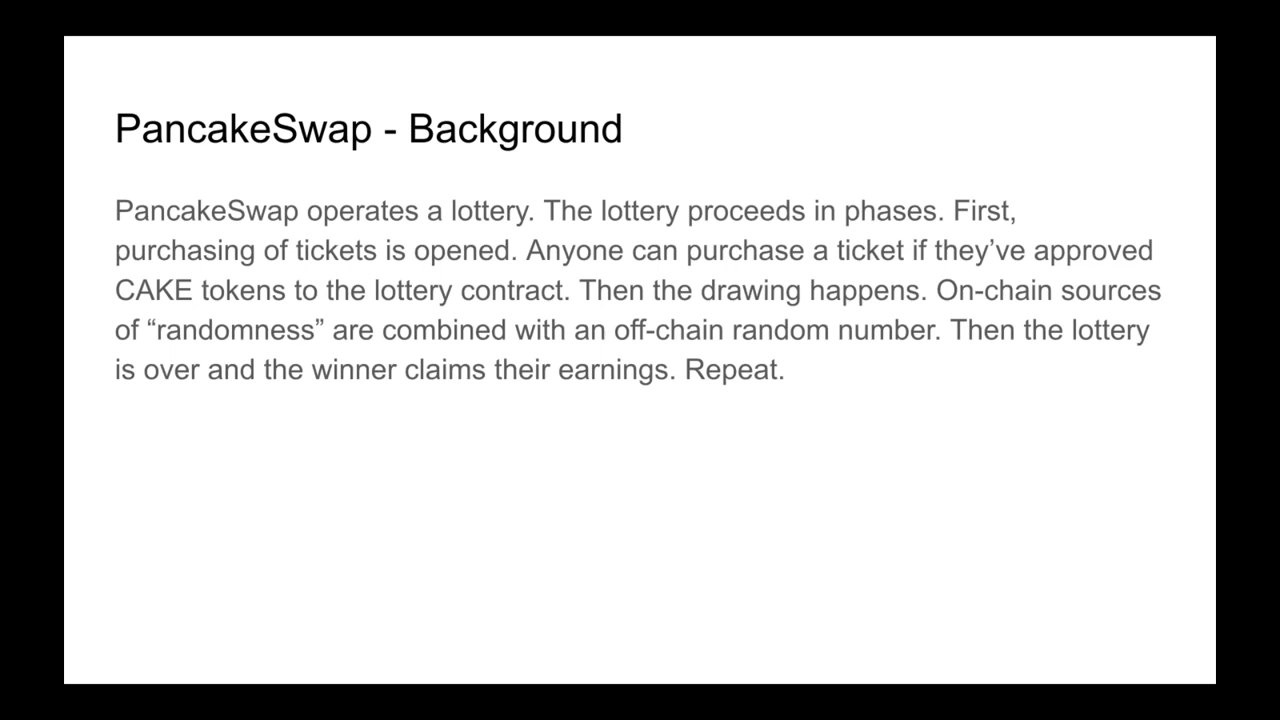 PancakeSwap - Background
PancakeSwap operates a lottery. The lottery proceeds in phases. First,
purchasing of tickets is opened. Anyone can purchase a ticket if they’ve approved
CAKE tokens to the lottery contract. Then the drawing happens. On-chain sources
of “randomness” are combined with an off-chain random number. Then the lottery
is over and the winner claims their earnings. Repeat.